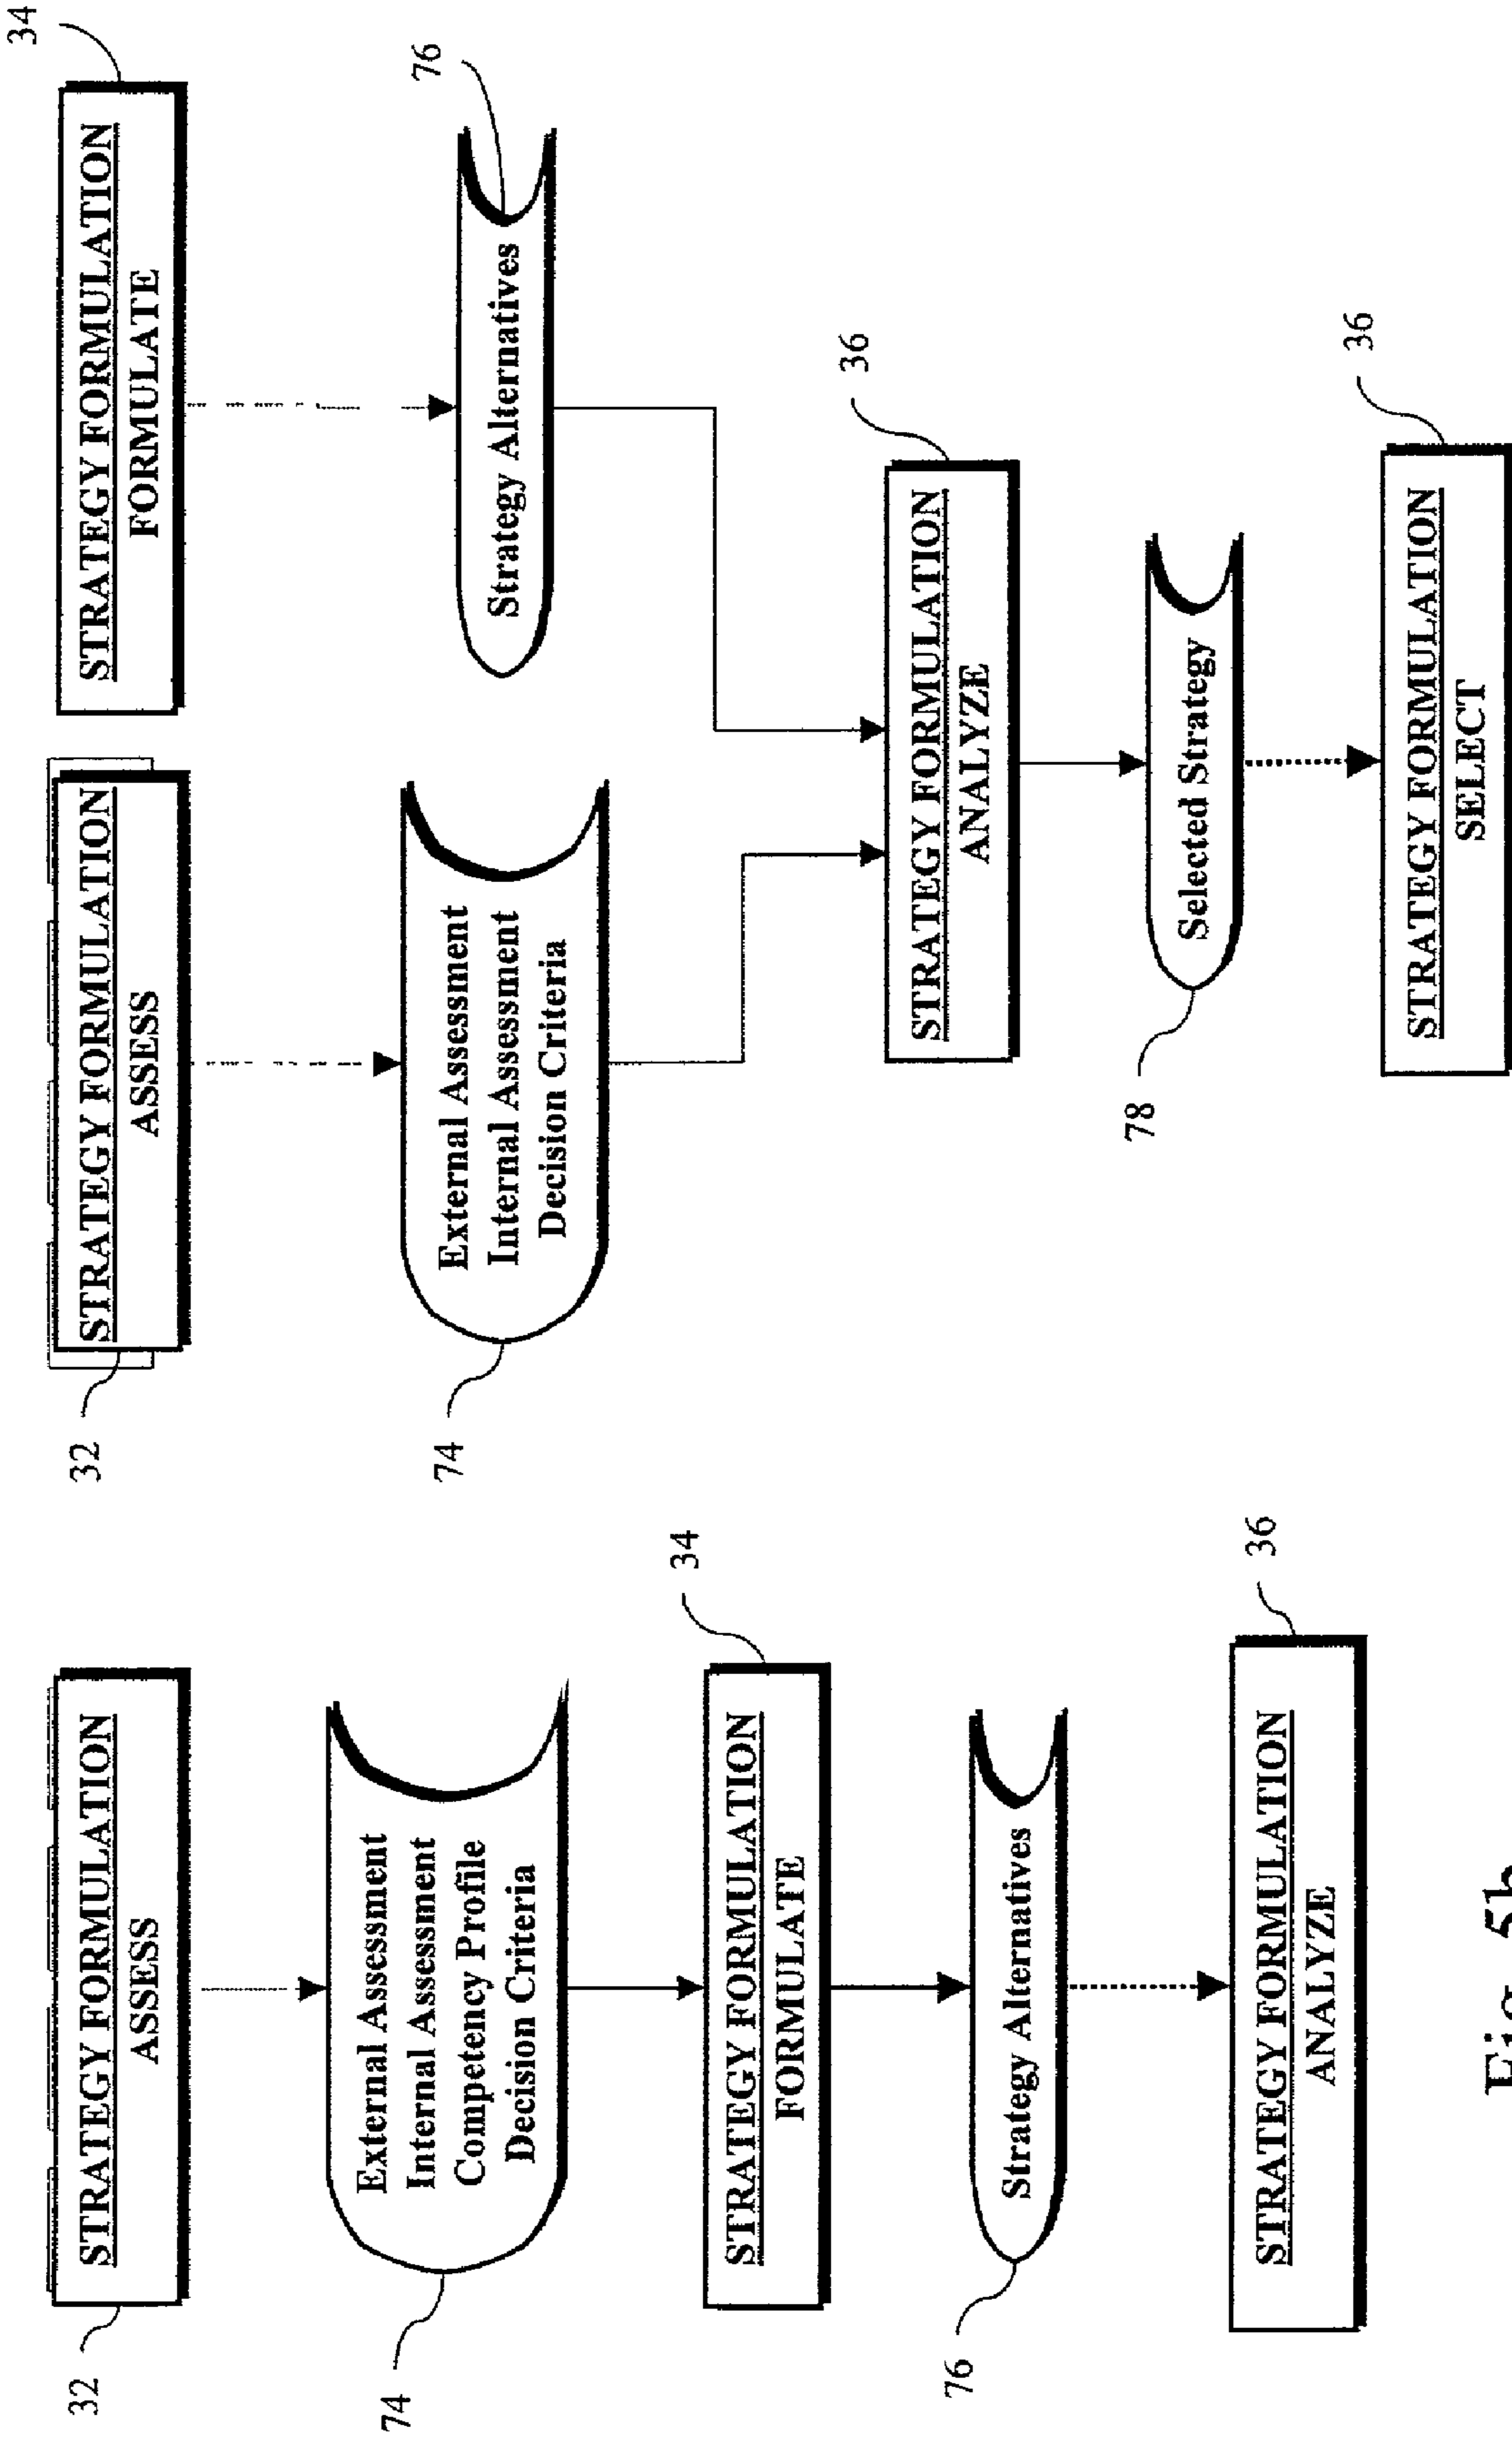 32
STRATEGY FORMULATION
ASSESS
74
External Assessment
Internal Assessment
Competency Profile
Decision Criteria
34
STRATEGY FORMULATION
FORMULATE
76
Strategy Alternatives
36
STRATEGY FORMULATION
ANALYZE
32
STRATEGY FORMULATION
ASSESS
34
STRATEGY FORMULATION
FORMULATE
74
External Assessment
Internal Assessment
Decision Criteria
76
Strategy Alternatives
36
STRATEGY FORMULATION
ANALYZE
78
Selected Strategy
36
STRATEGY FORMULATION
SELECT
Fig. 5b